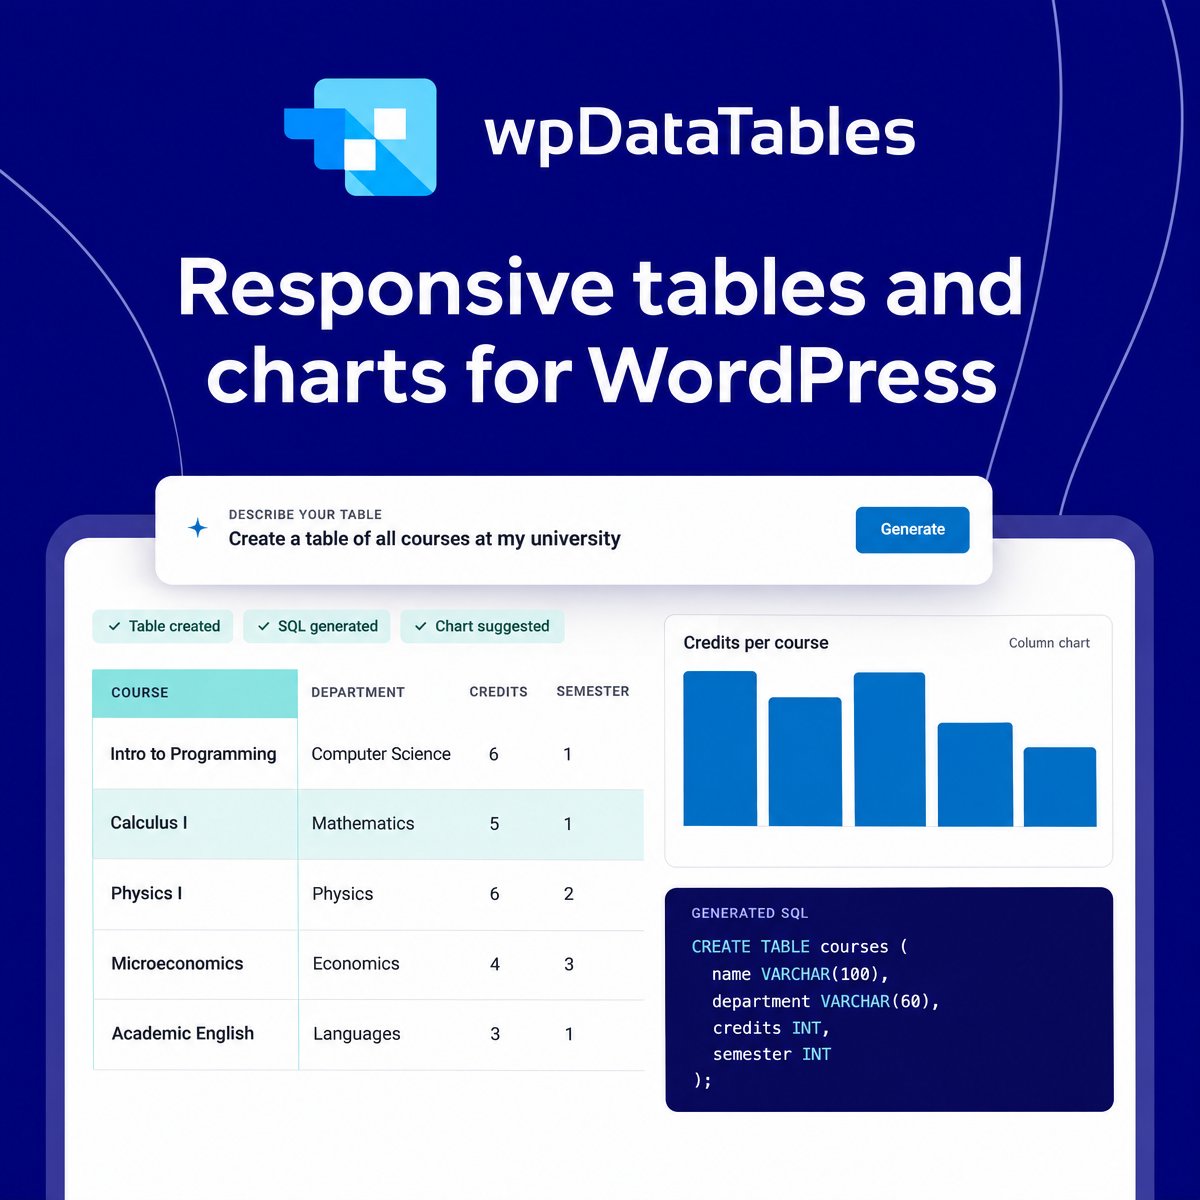 wpDataTables
Responsive tables and
charts for WordPress
DESCRIBE YOUR TABLE
Create a table of all courses at my university
Generate
Table created
SQL generated
Chart suggested
COURSE DEPARTMENT CREDITS SEMESTER
Intro to Programming Computer Science 6 1
Calculus I Mathematics 5 1
Physics I Physics 6 2
Microeconomics Economics 4 3
Academic English Languages 3 1
Credits per course Column chart
GENERATED SQL
CREATE TABLE courses (
name VARCHAR(100),
department VARCHAR(60),
credits INT,
semester INT
);